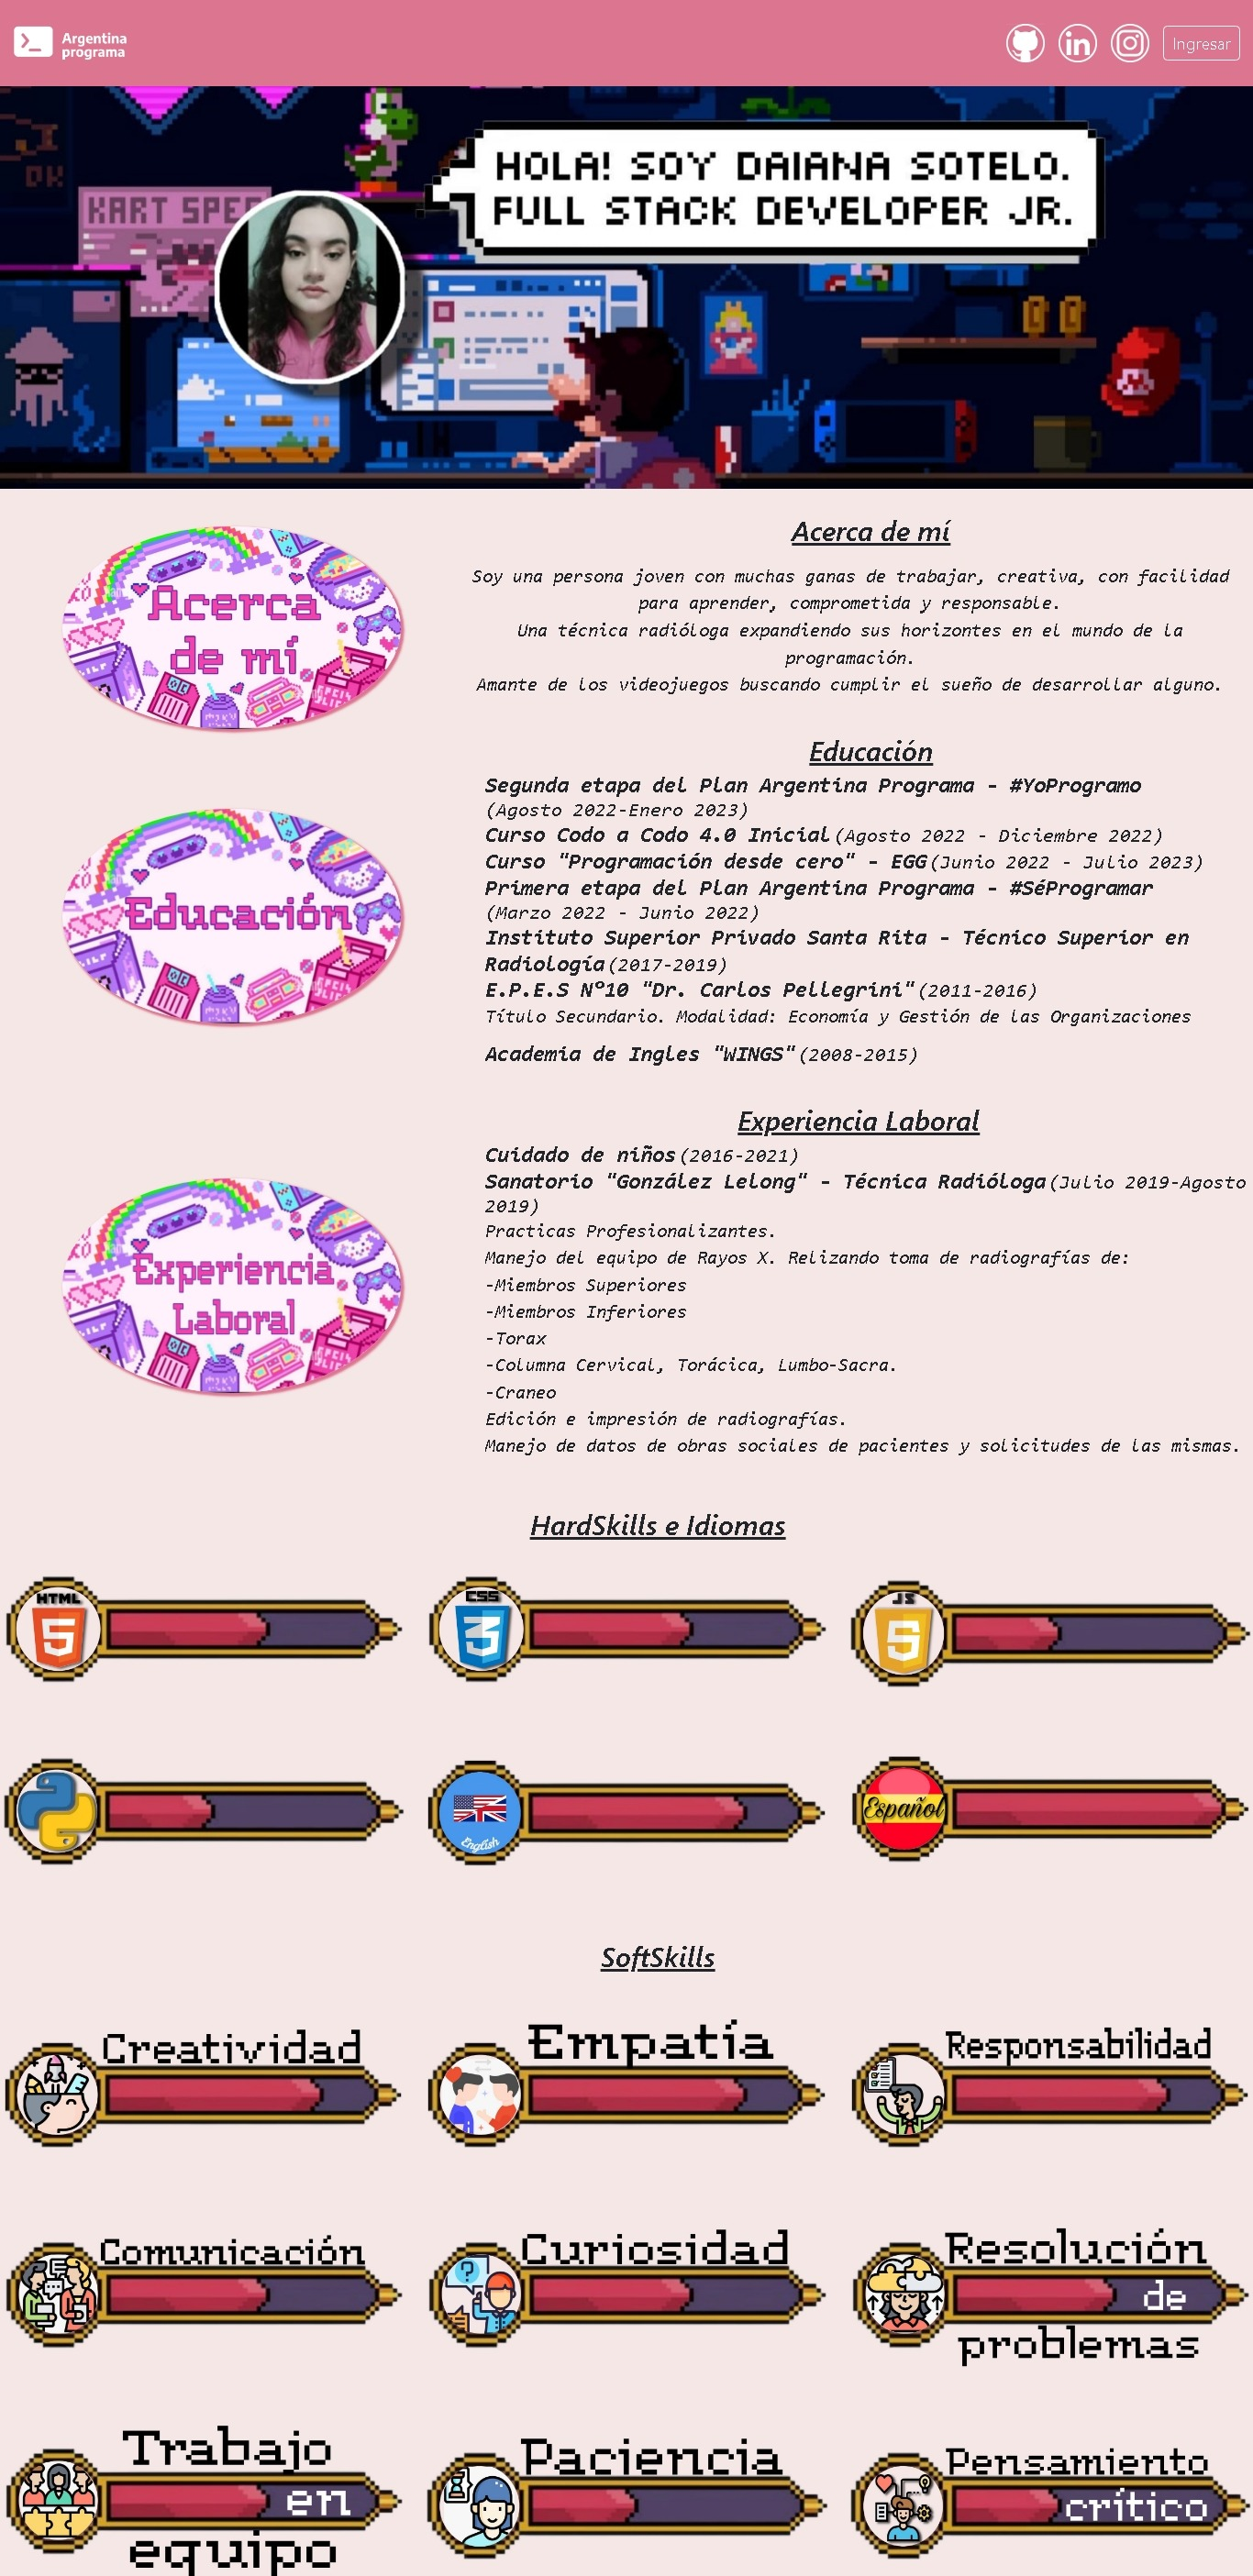 Argentina
programa
Ingresar
DK
HOLA! SOY DAIANA SOTELO.
FULL STACK DEVELOPER JR.
KART
Acerca
de mí
Acerca de mí
Soy una persona joven con muchas ganas de trabajar, creativa, con facilidad
para aprender, comprometida y responsable.
Una técnica radióloga expandiendo sus horizontes en el mundo de la
programación.
Amante de los videojuegos buscando cumplir el sueño de desarrollar alguno.
Educación
Educación
Segunda etapa del Plan Argentina Programa - #YoProgramo
(Agosto 2022-Enero 2023)
Curso Codo a Codo 4.0 Inicial (Agosto 2022 - Diciembre 2022)
Curso "Programación desde cero" - EGG (Junio 2022 - Julio 2023)
Primera etapa del Plan Argentina Programa - #SéProgramar
(Marzo 2022 - Junio 2022)
Instituto Superior Privado Santa Rita - Técnico Superior en
Radiología (2017-2019)
E.P.E.S N°10 "Dr. Carlos Pellegrini" (2011-2016)
Título Secundario. Modalidad: Economía y Gestión de las Organizaciones
Academia de Ingles "WINGS" (2008-2015)
Experiencia
Laboral
Experiencia Laboral
Cuidado de niños (2016-2021)
Sanatorio "González Lelong" - Técnica Radióloga (Julio 2019-Agosto
2019)
Practicas Profesionalizantes.
Manejo del equipo de Rayos X. Relizando toma de radiografías de:
-Miembros Superiores
-Miembros Inferiores
-Torax
-Columna Cervical, Torácica, Lumbo-Sacra.
-Craneo
Edición e impresión de radiografías.
Manejo de datos de obras sociales de pacientes y solicitudes de las mismas.
HardSkills e Idiomas
HTML
5
CSS
3
JS
5
English
Español
SoftSkills
Creatividad
Empatía
Responsabilidad
Comunicación
Curiosidad
Resolución
de
problemas
Trabajo
en
equipo
Paciencia
Pensamiento
crítico